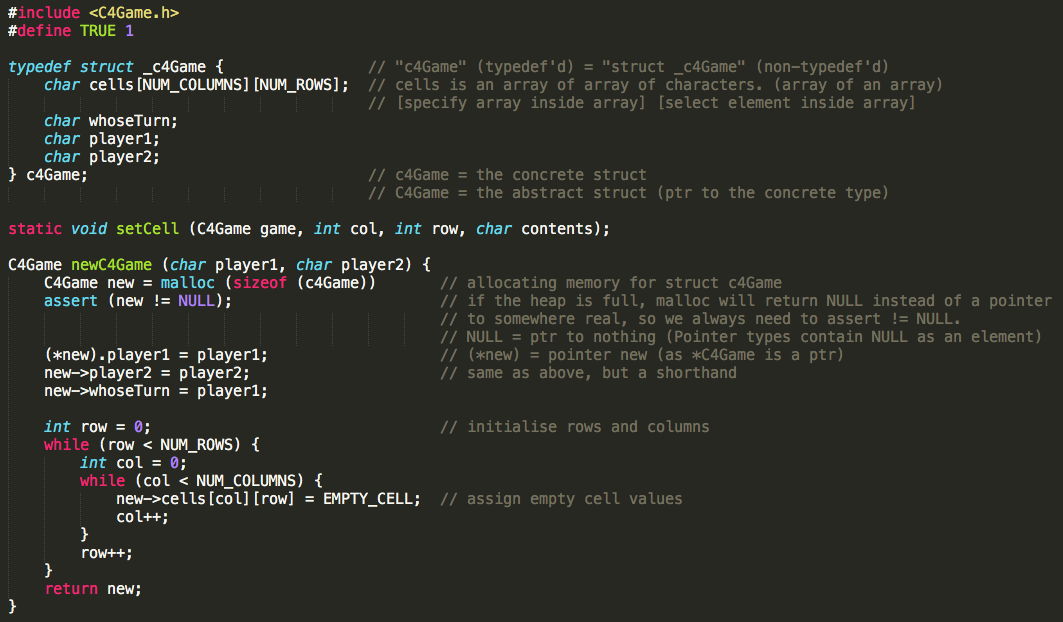 #include <C4Game.h>
#define TRUE 1
typedef struct _c4Game { // "c4Game" (typedef'd) = "struct _c4Game" (non-typedef'd)
char cells[NUM_COLUMNS][NUM_ROWS]; // cells is an array of array of characters. (array of an array)
// [specify array inside array] [select element inside array]
char whoseTurn;
char player1;
char player2;
} c4Game; // c4Game = the concrete struct
// C4Game = the abstract struct (ptr to the concrete type)
static void setCell (C4Game game, int col, int row, char contents);
C4Game newC4Game (char player1, char player2) {
C4Game new = malloc (sizeof (c4Game)) // allocating memory for struct c4Game
assert (new != NULL); // if the heap is full, malloc will return NULL instead of a pointer
// to somewhere real, so we always need to assert != NULL.
// NULL = ptr to nothing (Pointer types contain NULL as an element)
(*new).player1 = player1; // (*new) = pointer new (as *C4Game is a ptr)
new->player2 = player2; // same as above, but a shorthand
new->whoseTurn = player1;
int row = 0; // initialise rows and columns
while (row < NUM_ROWS) {
int col = 0;
while (col < NUM_COLUMNS) {
new->cells[col][row] = EMPTY_CELL; // assign empty cell values
col++;
}
row++;
}
return new;
}